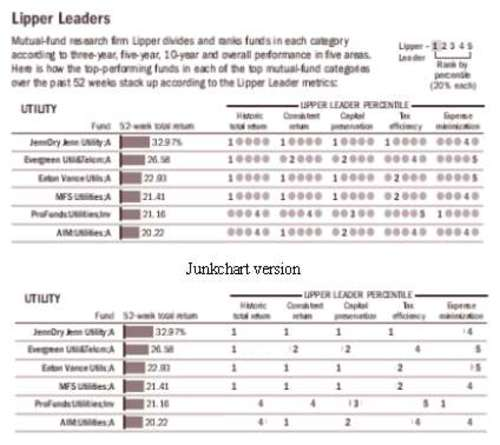 Lipper Leaders
Mutual-fund research firm Lipper divides and ranks funds in each category
according to three-year, five-year, 10-year and overall performance in five areas.
Here is how the top-performing funds in each of the top mutual-fund categories
over the past 52 weeks stack up according to the Lipper Leader metrics:
Lipper - 1 2 3 4 5
Leader Rank by
percentile
(20% each)
UTILITY
UPPER LEADER PERCENTILE
Historic Consistent Capital Tax Expense
Fund 52-week total return total return return preservation efficiency minimization
JennDry Jenn Utility;A 32.97% 1 1 1 1 4
Evergreen Util&Telcm;A 26.58 1 2 2 4 5
Eaton Vance Utils;A 22.93 1 1 1 2 5
MFS Utilities;A 21.41 1 1 1 2 4
ProFunds:Utilities;Inv 21.16 4 4 3 5 1
AIM:Utilities;A 20.22 4 1 2 4 4
Junkchart version
UTILITY
UPPER LEADER PERCENTILE
Historic Consistent Capital Tax Expense
Fund 52-week total return total return return preservation efficiency minimization
JennDry Jenn Utility;A 32.97% 1 1 1 1 4
Evergreen Util&Telcm;A 26.58 1 2 2 4 5
Eaton Vance Utils;A 22.93 1 1 1 2 5
MFS Utilities;A 21.41 1 1 1 2 4
ProFunds:Utilities;Inv 21.16 4 4 3 5 1
AIM:Utilities;A 20.22 4 1 2 4 4